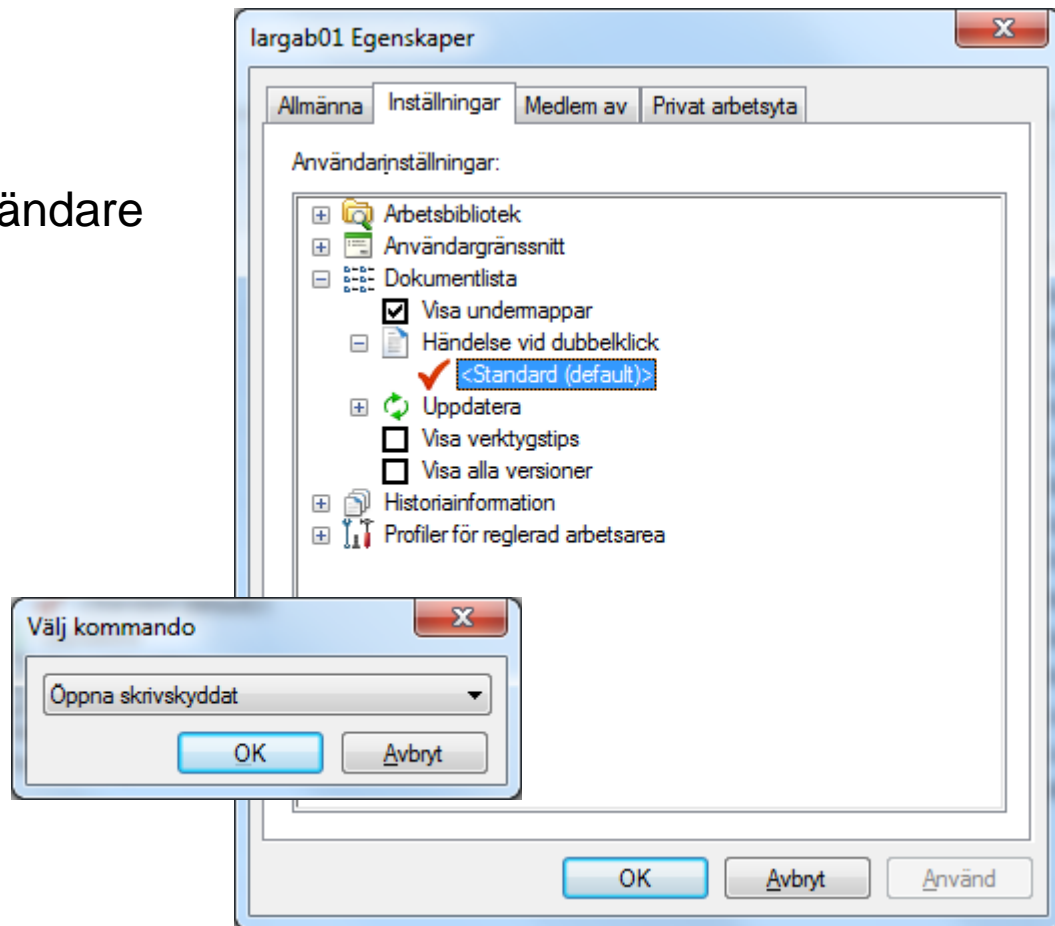 largab01 Egenskaper
Allmänna Inställningar Medlem av Privat arbetsyta
Användarinställningar:
ändare
Arbetsbibliotek
Användargränssnitt
Dokumentlista
Visa undermappar
Händelse vid dubbelklick
<Standard (default)>
Uppdatera
Visa verktygstips
Visa alla versioner
Historiainformation
Profiler för reglerad arbetsarea
Välj kommando
Öppna skrivskyddat
OK Avbryt
OK Avbryt Använd